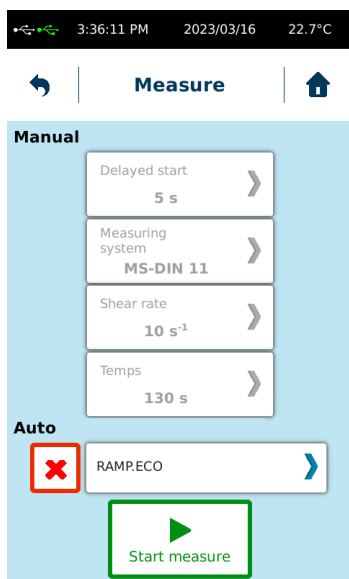 3:36:11 PM 2023/03/16 22.7°C
Measure
Manual
Delayed start
5 s
Measuring
system
MS-DIN 11
Shear rate
10 s⁻¹
Temps
130 s
Auto
RAMP.ECO
Start measure